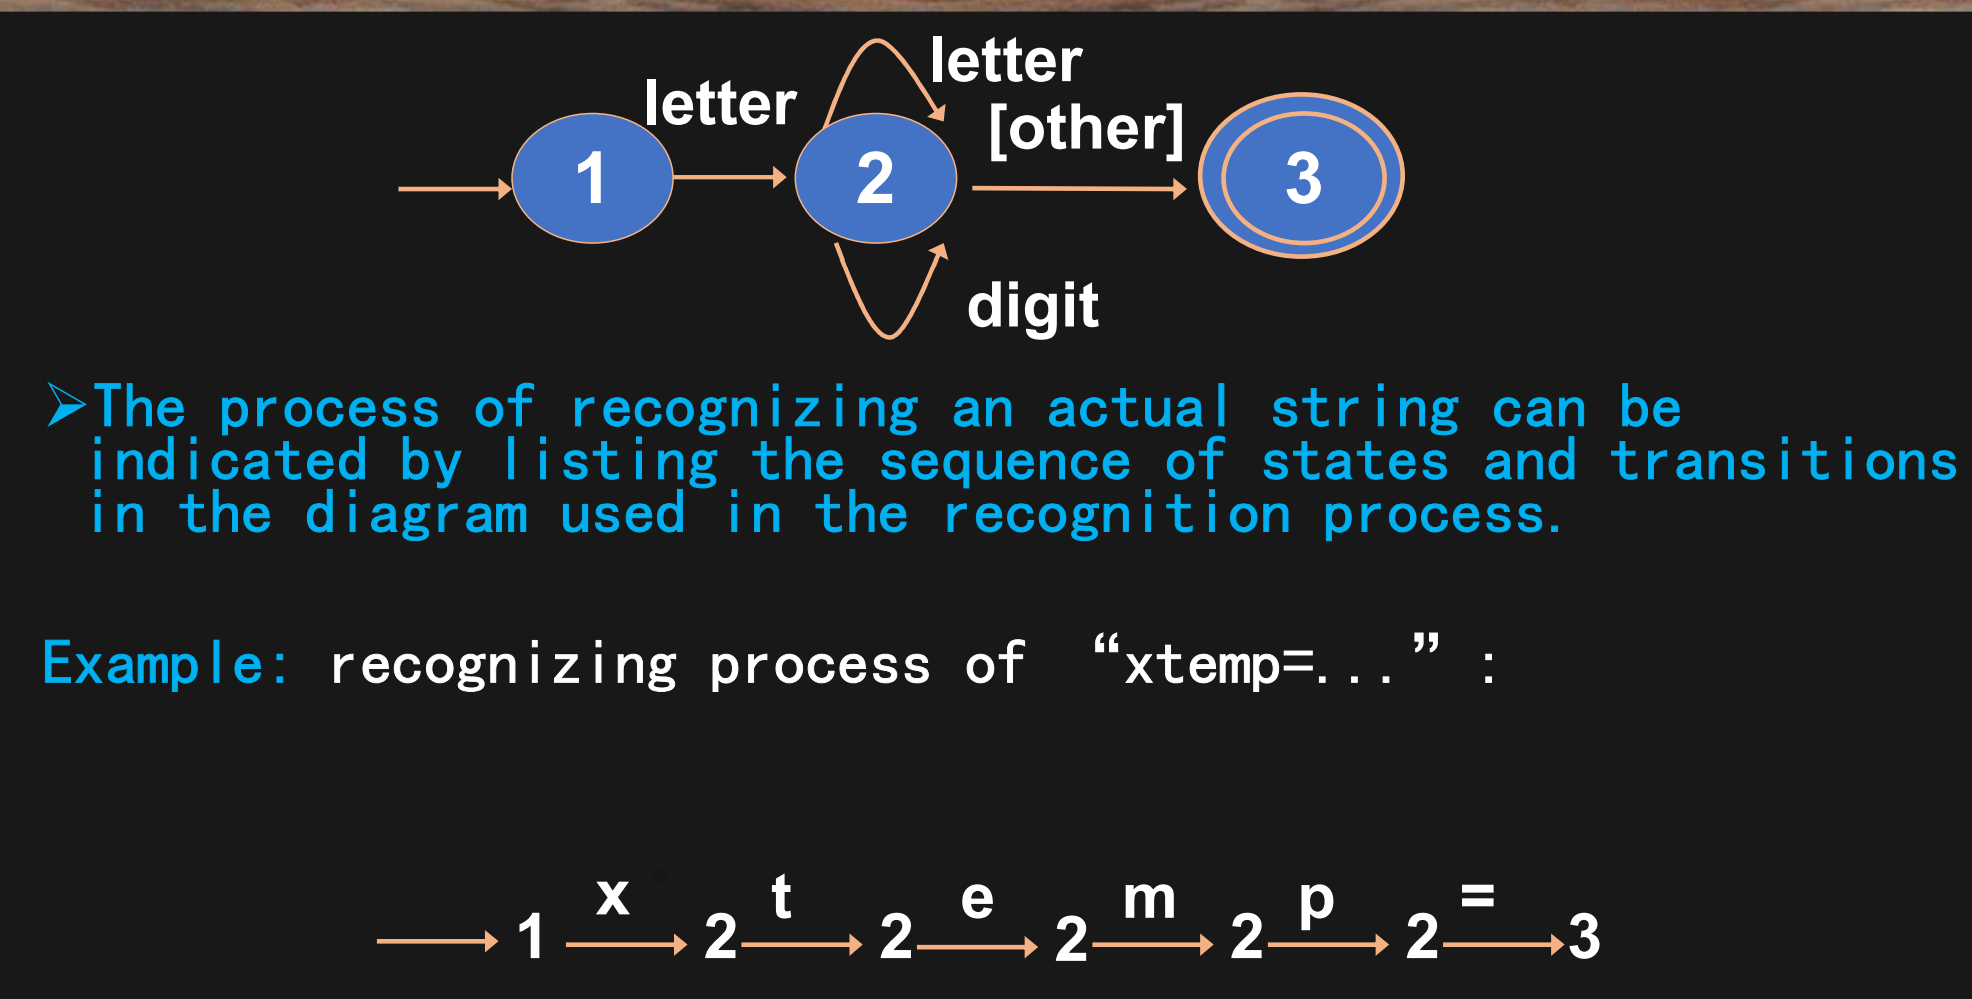 letter
letter
[other]
1
2
3
digit
➢The process of recognizing an actual string can be
indicated by listing the sequence of states and transitions
in the diagram used in the recognition process.
Example: recognizing process of “xtemp=...” :
x t e m p =
1 2 2 2 2 2 3